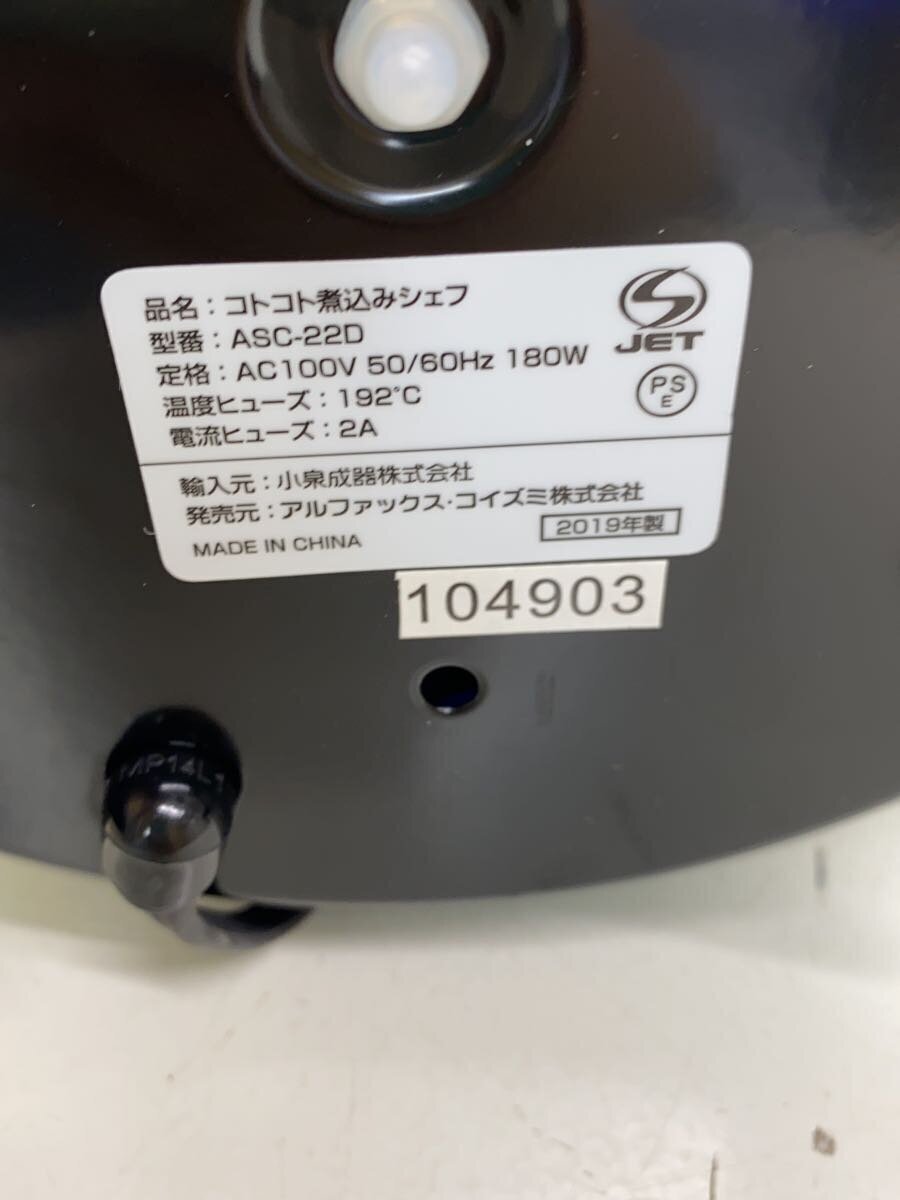 品名：コトコト煮込みシェフ
型番：ASC-22D
定格：AC100V 50/60Hz 180W
温度ヒューズ：192℃
電流ヒューズ：2A
JET
PS
E
輸入元：小泉成器株式会社
発売元：アルファックス・コイズミ株式会社
MADE IN CHINA
2019年製
104903
MP14L1